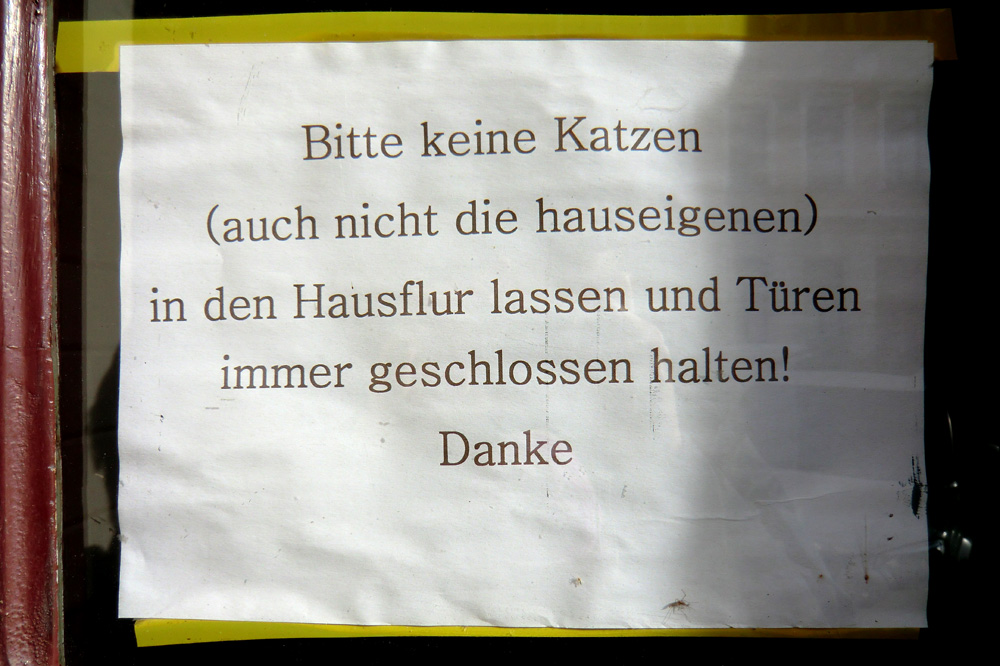 Bitte keine Katzen
(auch nicht die hauseigenen)
in den Hausflur lassen und Türen
immer geschlossen halten!
Danke